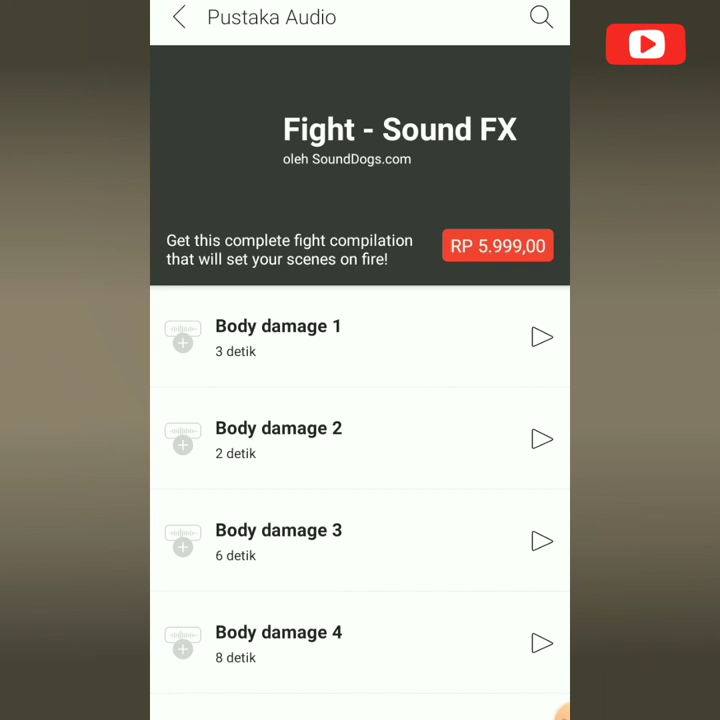 Pustaka Audio
Fight - Sound FX
oleh SoundDogs.com
Get this complete fight compilation
that will set your scenes on fire!
RP 5.999,00
Body damage 1
3 detik
Body damage 2
2 detik
Body damage 3
6 detik
Body damage 4
8 detik